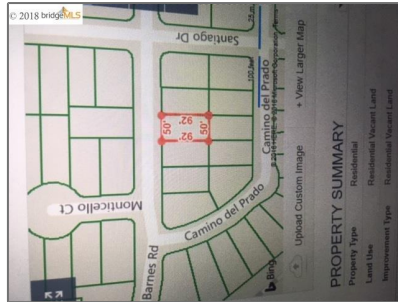 © 2018 bridgeMLS
Santiago Dr
50'
92'
92'
50'
Camino del Prado
Monticello Ct
Barnes Rd
Camino del Prado
Bing
Upload Custom Image
+ View Larger Map
PROPERTY SUMMARY
Property Type Residential
Land Use Residential Vacant Land
Improvement Type Residential Vacant Land